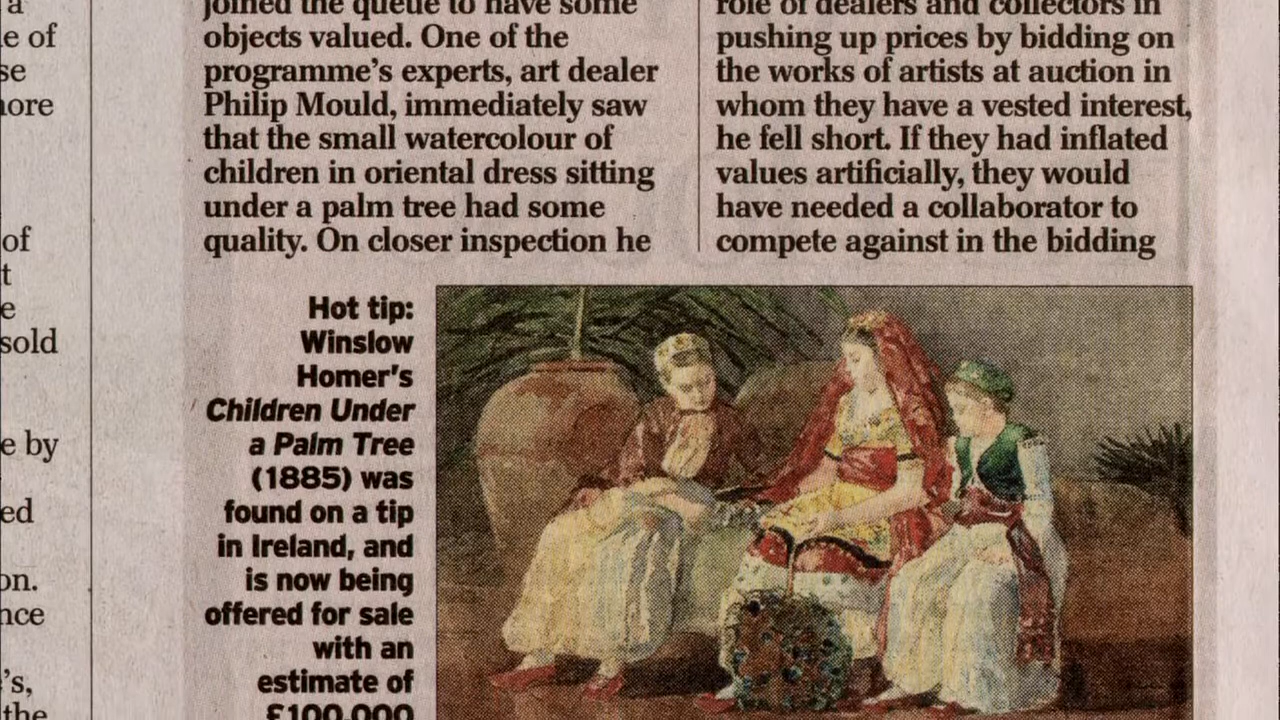 a
e of
se
ore
of
t
e
sold
e by
ed
on.
nce
's,
the
joined the queue to have some
objects valued. One of the
programme's experts, art dealer
Philip Mould, immediately saw
that the small watercolour of
children in oriental dress sitting
under a palm tree had some
quality. On closer inspection he
role of dealers and collectors in
pushing up prices by bidding on
the works of artists at auction in
whom they have a vested interest,
he fell short. If they had inflated
values artificially, they would
have needed a collaborator to
compete against in the bidding
Hot tip:
Winslow
Homer's
Children Under
a Palm Tree
(1885) was
found on a tip
in Ireland, and
is now being
offered for sale
with an
estimate of
£100,000